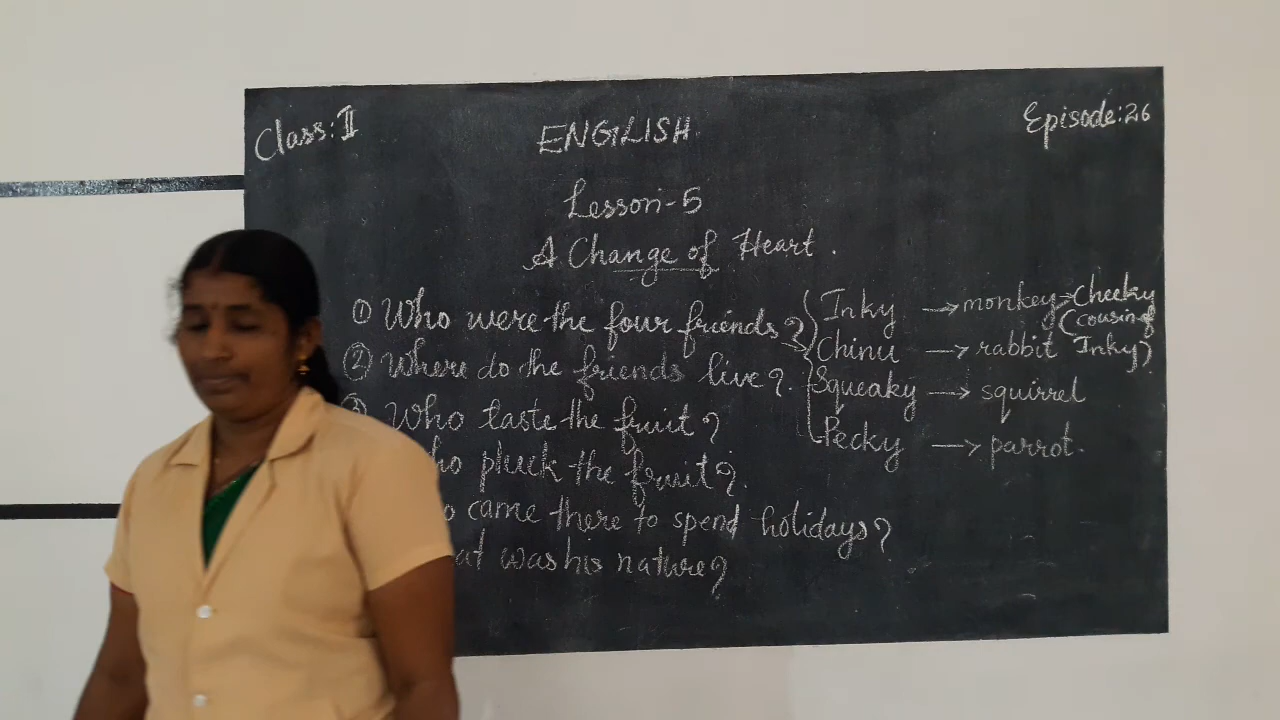 Class: II
ENGLISH
Episode: 26
Lesson-5
A Change of Heart.
① Who were the four friends?
② Where do the friends live?
Who taste the fruit?
pluck the fruit?
came there to spend holidays?
was his nature?
Inky → monkey → Cheeky
(cousin of
Chinu → rabbit Inky)
Squeaky → squirrel
Pecky → parrot.